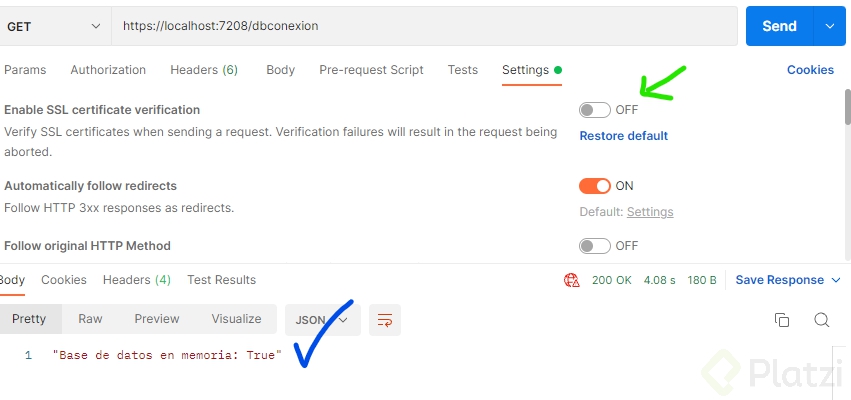 GET https://localhost:7208/dbconexion Send
Params Authorization Headers (6) Body Pre-request Script Tests Settings Cookies
Enable SSL certificate verification OFF
Verify SSL certificates when sending a request. Verification failures will result in the request being
aborted.
Restore default
Automatically follow redirects ON
Follow HTTP 3xx responses as redirects. Default: Settings
Follow original HTTP Method OFF
Body Cookies Headers (4) Test Results 200 OK 4.08 s 180 B Save Response
Pretty Raw Preview Visualize JSON
1 "Base de datos en memoria: True"
Platzi